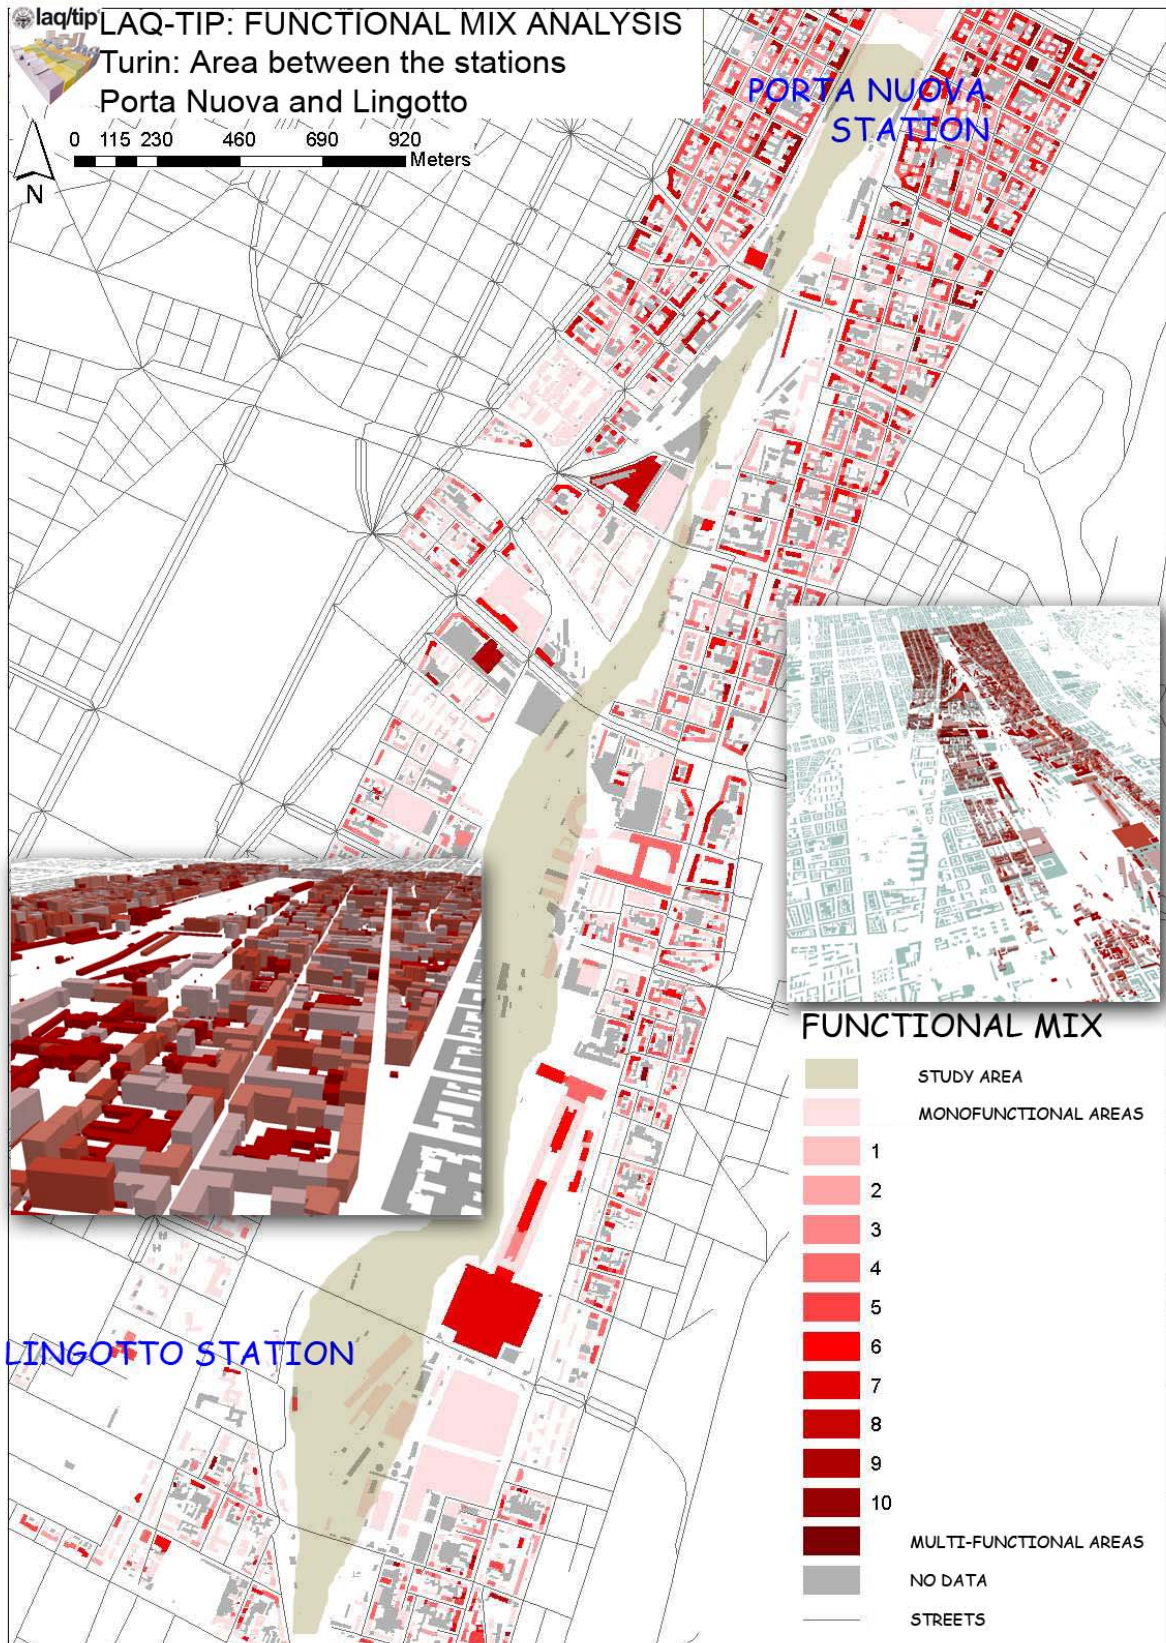 laq/tip
LAQ-TIP: FUNCTIONAL MIX ANALYSIS
Turin: Area between the stations
Porta Nuova and Lingotto
0 115 230 460 690 920
Meters
N
PORTA NUOVA
STATION
LINGOTTO STATION
FUNCTIONAL MIX
STUDY AREA
MONOFUNCTIONAL AREAS
1
2
3
4
5
6
7
8
9
10
MULTI-FUNCTIONAL AREAS
NO DATA
STREETS